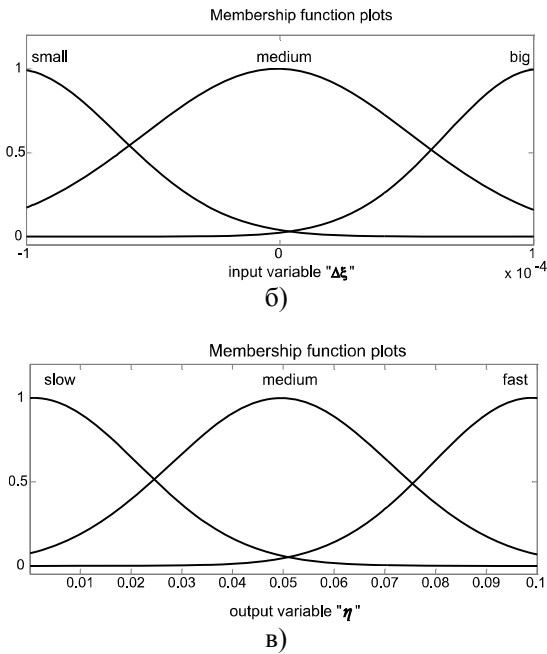 Membership function plots
small medium big
1
0.5
0
-1 0 1
input variable "Δξ" x 10⁻⁴
б)
Membership function plots
slow medium fast
1
0.5
0
0.01 0.02 0.03 0.04 0.05 0.06 0.07 0.08 0.09 0.1
output variable "η"
в)